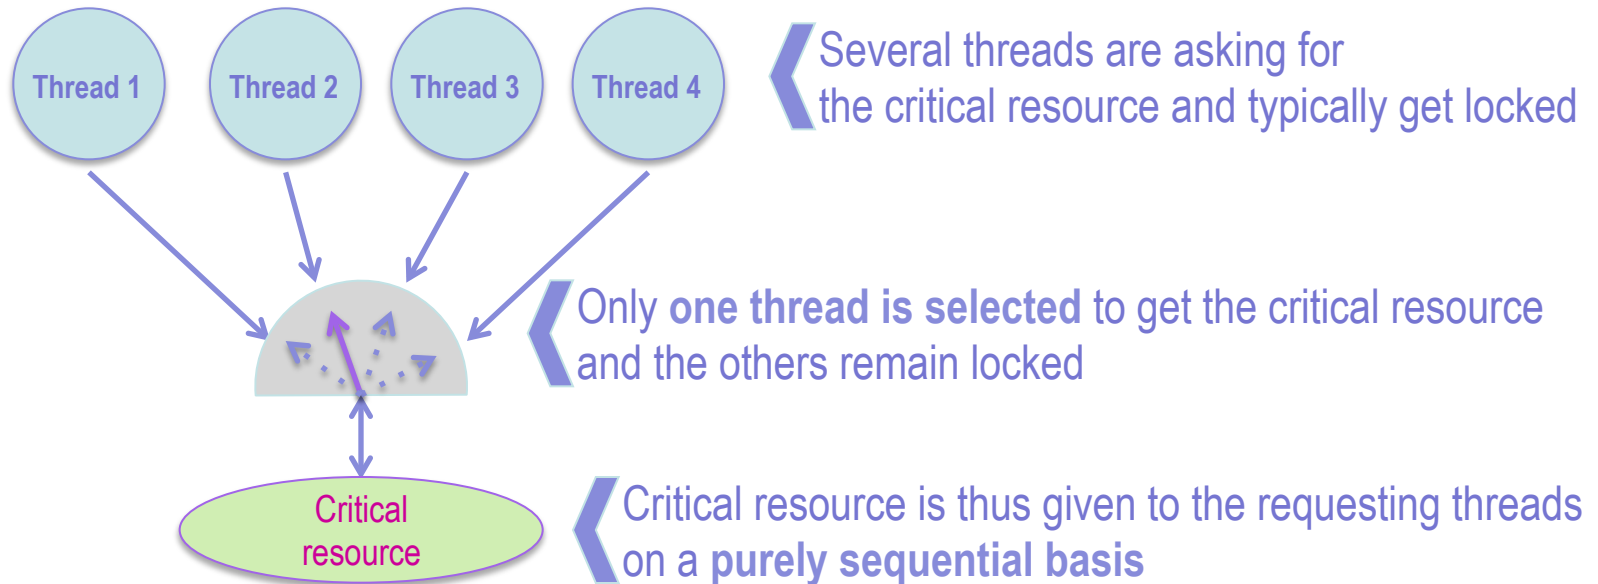 Thread 1
Thread 2
Thread 3
Thread 4
Several threads are asking for
the critical resource and typically get locked
Only one thread is selected to get the critical resource
and the others remain locked
Critical
resource
Critical resource is thus given to the requesting threads
on a purely sequential basis